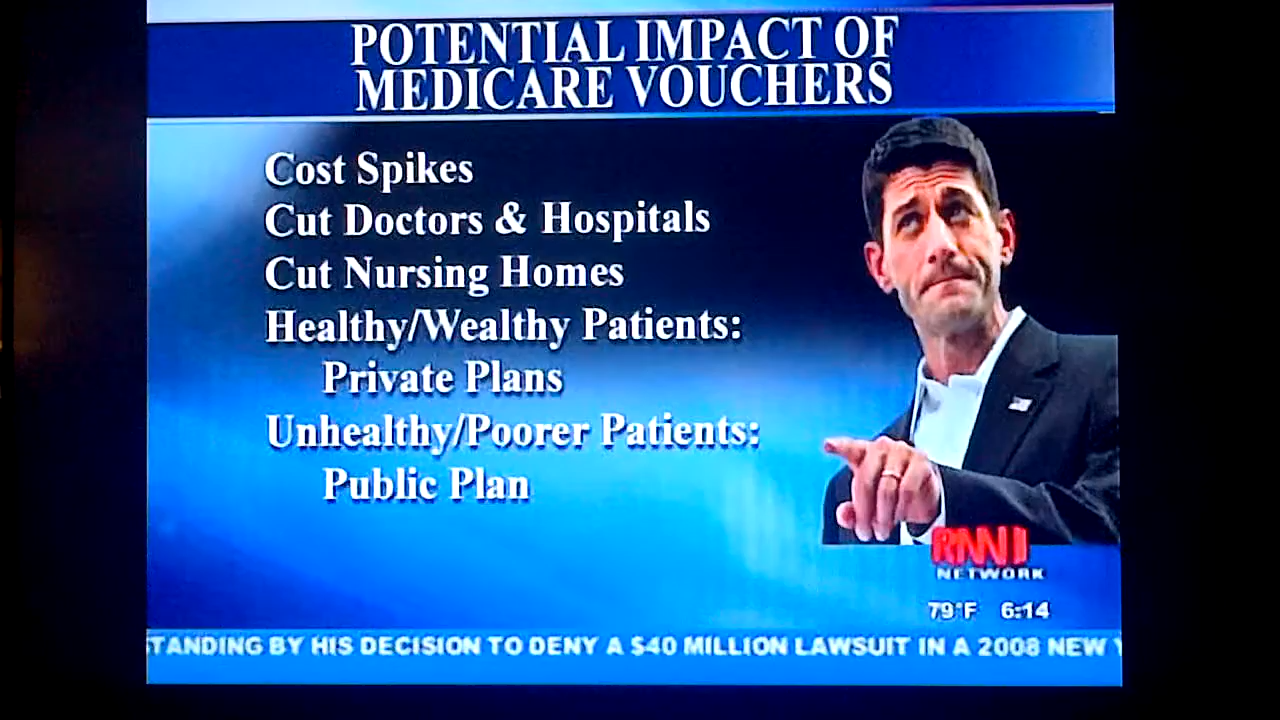 POTENTIAL IMPACT OF
MEDICARE VOUCHERS
Cost Spikes
Cut Doctors & Hospitals
Cut Nursing Homes
Healthy/Wealthy Patients:
Private Plans
Unhealthy/Poorer Patients:
Public Plan
RNN
NETWORK
79°F 6:14
TANDING BY HIS DECISION TO DENY A $40 MILLION LAWSUIT IN A 2008 NEW